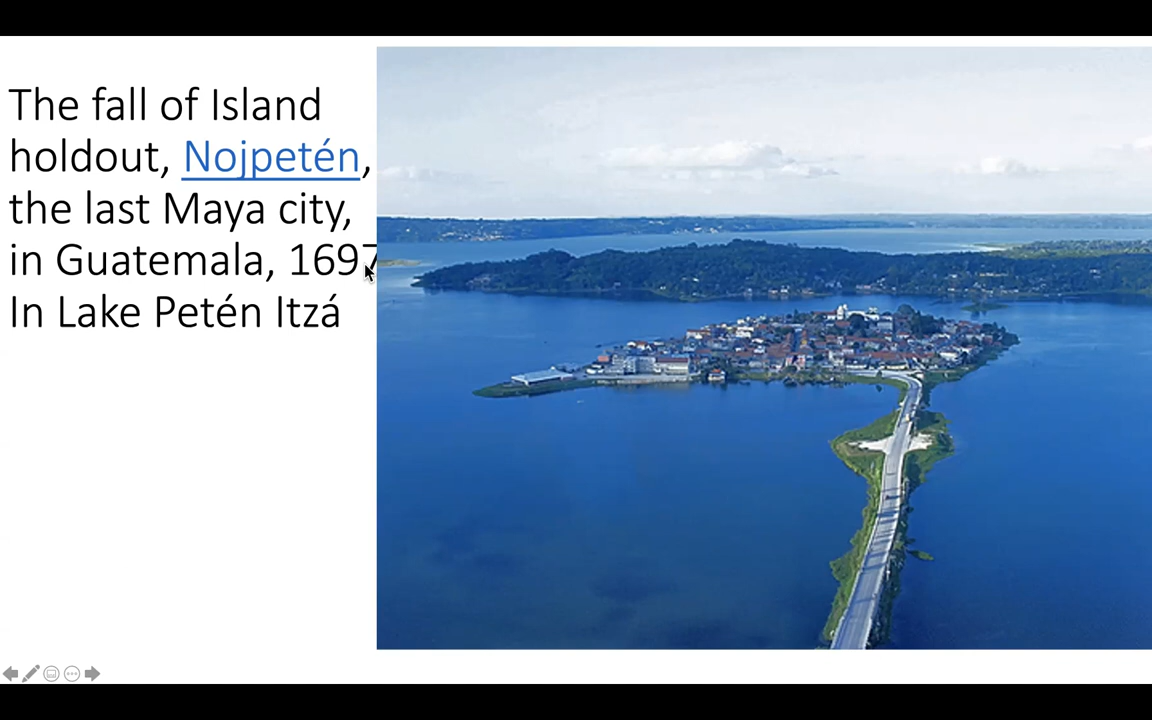 The fall of Island
holdout, Nojpetén,
the last Maya city,
in Guatemala, 1697
In Lake Petén Itzá